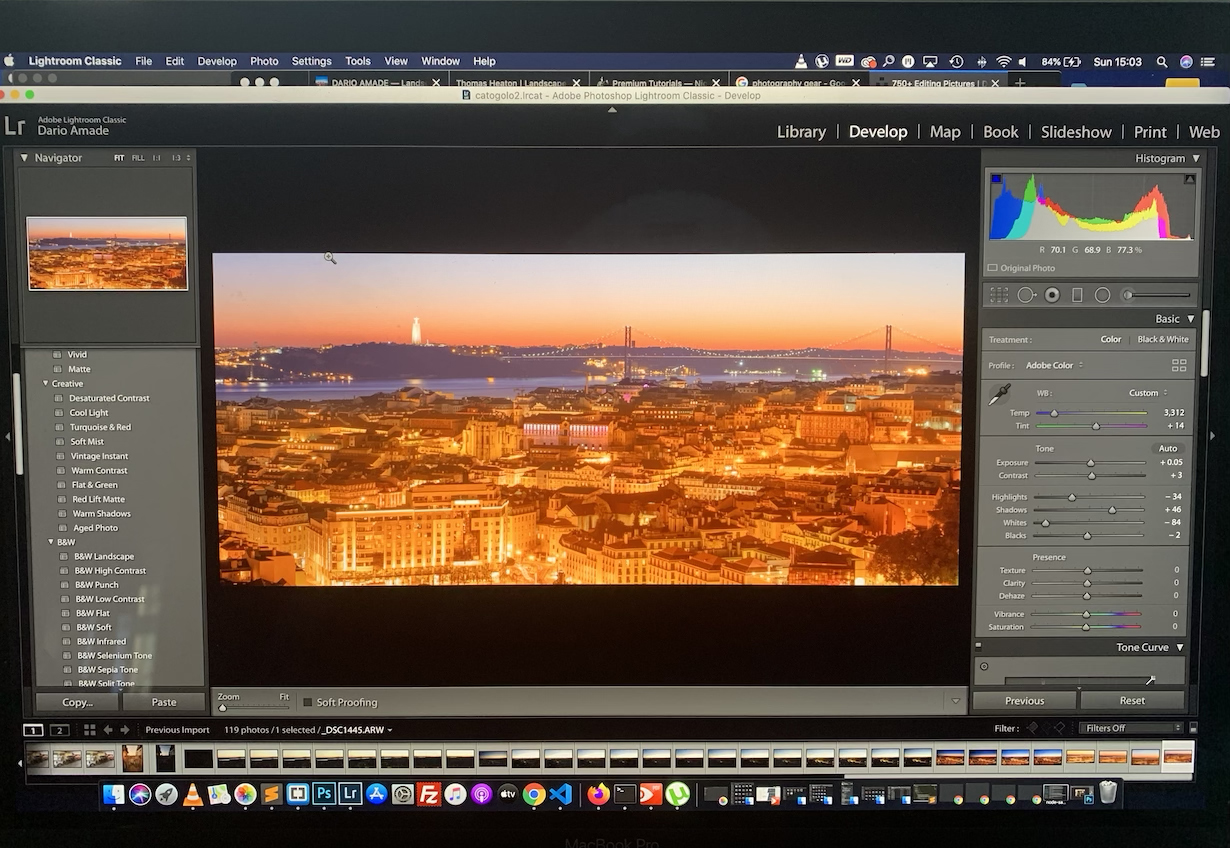 Lightroom Classic File Edit Develop Photo Settings Tools View Window Help 84% Sun 15:03
DARIO AMADE — Lands Thomas Heaton | Landscape Premium Tutorials — Ni photography gear - Goo 750+ Editing Pictures | D
catogolo2.lrcat - Adobe Photoshop Lightroom Classic - Develop
Lr Adobe Lightroom Classic
Dario Amade
Library | Develop | Map | Book | Slideshow | Print | Web
Navigator FIT FILL 1:1 1:3
Histogram
R 70.1 G 68.9 B 77.3 %
Original Photo
Basic
Treatment : Color Black & White
Profile : Adobe Color
WB : Custom
Temp 3,312
Tint + 14
Tone Auto
Exposure + 0.05
Contrast + 3
Highlights − 34
Shadows + 46
Whites − 84
Blacks − 2
Presence
Texture 0
Clarity 0
Dehaze 0
Vibrance 0
Saturation 0
Tone Curve
Previous Reset
Vivid
Matte
Creative
Desaturated Contrast
Cool Light
Turquoise & Red
Soft Mist
Vintage Instant
Warm Contrast
Flat & Green
Red Lift Matte
Warm Shadows
Aged Photo
B&W
B&W Landscape
B&W High Contrast
B&W Punch
B&W Low Contrast
B&W Flat
B&W Soft
B&W Infrared
B&W Selenium Tone
B&W Sepia Tone
B&W Split Tone
Copy... Paste
Zoom Fit Soft Proofing
1 2 Previous Import 119 photos / 1 selected / _DSC1445.ARW Filter : Filters Off
Ps Lr FZ tv
MacBook Pro